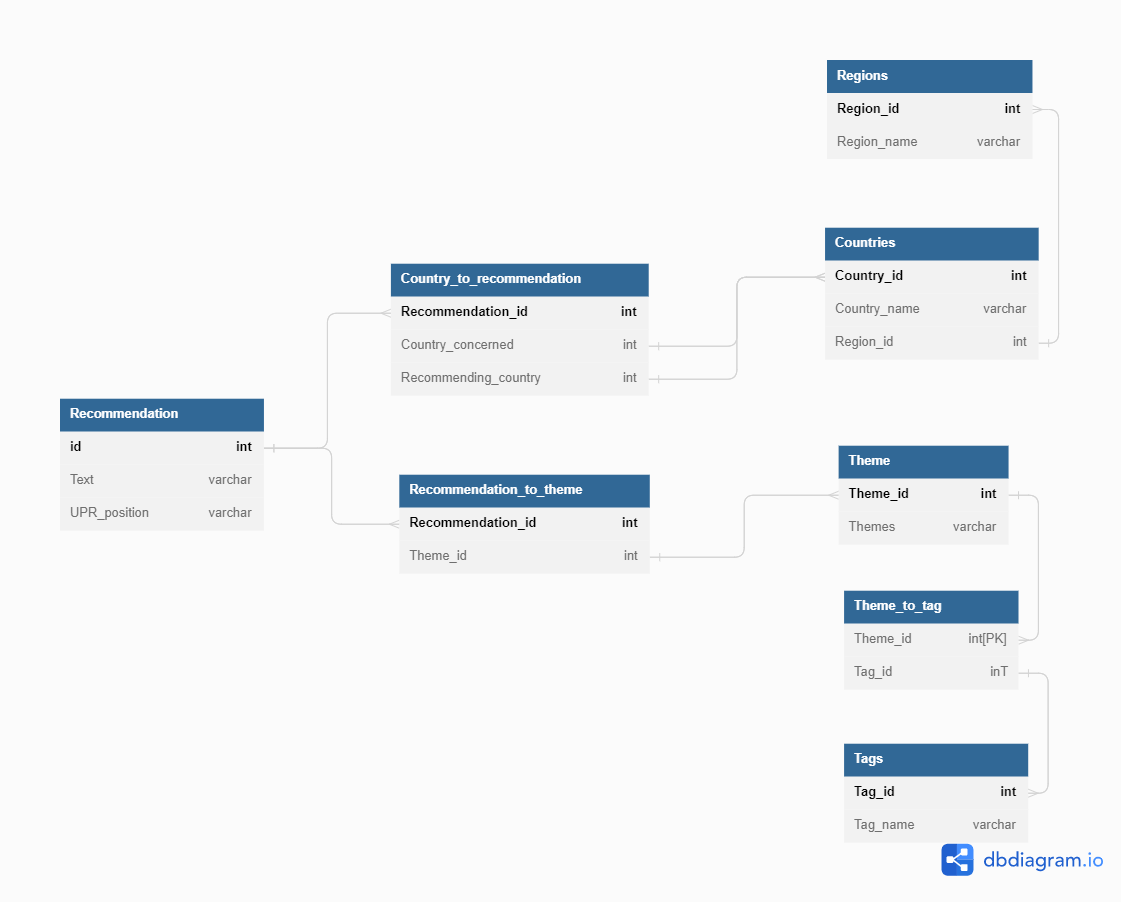 Regions
Region_id int
Region_name varchar
Countries
Country_id int
Country_name varchar
Region_id int
Country_to_recommendation
Recommendation_id int
Country_concerned int
Recommending_country int
Recommendation
id int
Text varchar
UPR_position varchar
Recommendation_to_theme
Recommendation_id int
Theme_id int
Theme
Theme_id int
Themes varchar
Theme_to_tag
Theme_id int[PK]
Tag_id inT
Tags
Tag_id int
Tag_name varchar
dbdiagram.io